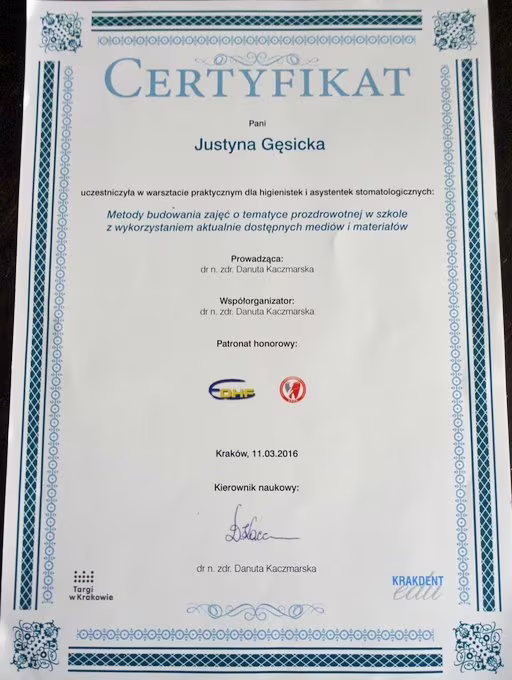 CERTYFIKAT
Pani
Justyna Gęsicka
uczestniczyła w warsztacie praktycznym dla higienistek i asystentek stomatologicznych:
Metody budowania zajęć o tematyce prozdrowotnej w szkole
z wykorzystaniem aktualnie dostępnych mediów i materiałów
Prowadząca:
dr n. zdr. Danuta Kaczmarska
Współorganizator:
dr n. zdr. Danuta Kaczmarska
Patronat honorowy:
EDHF
Kraków, 11.03.2016
Kierownik naukowy:
dr n. zdr. Danuta Kaczmarska
Targi
w Krakowie
KRAKDENT
edu